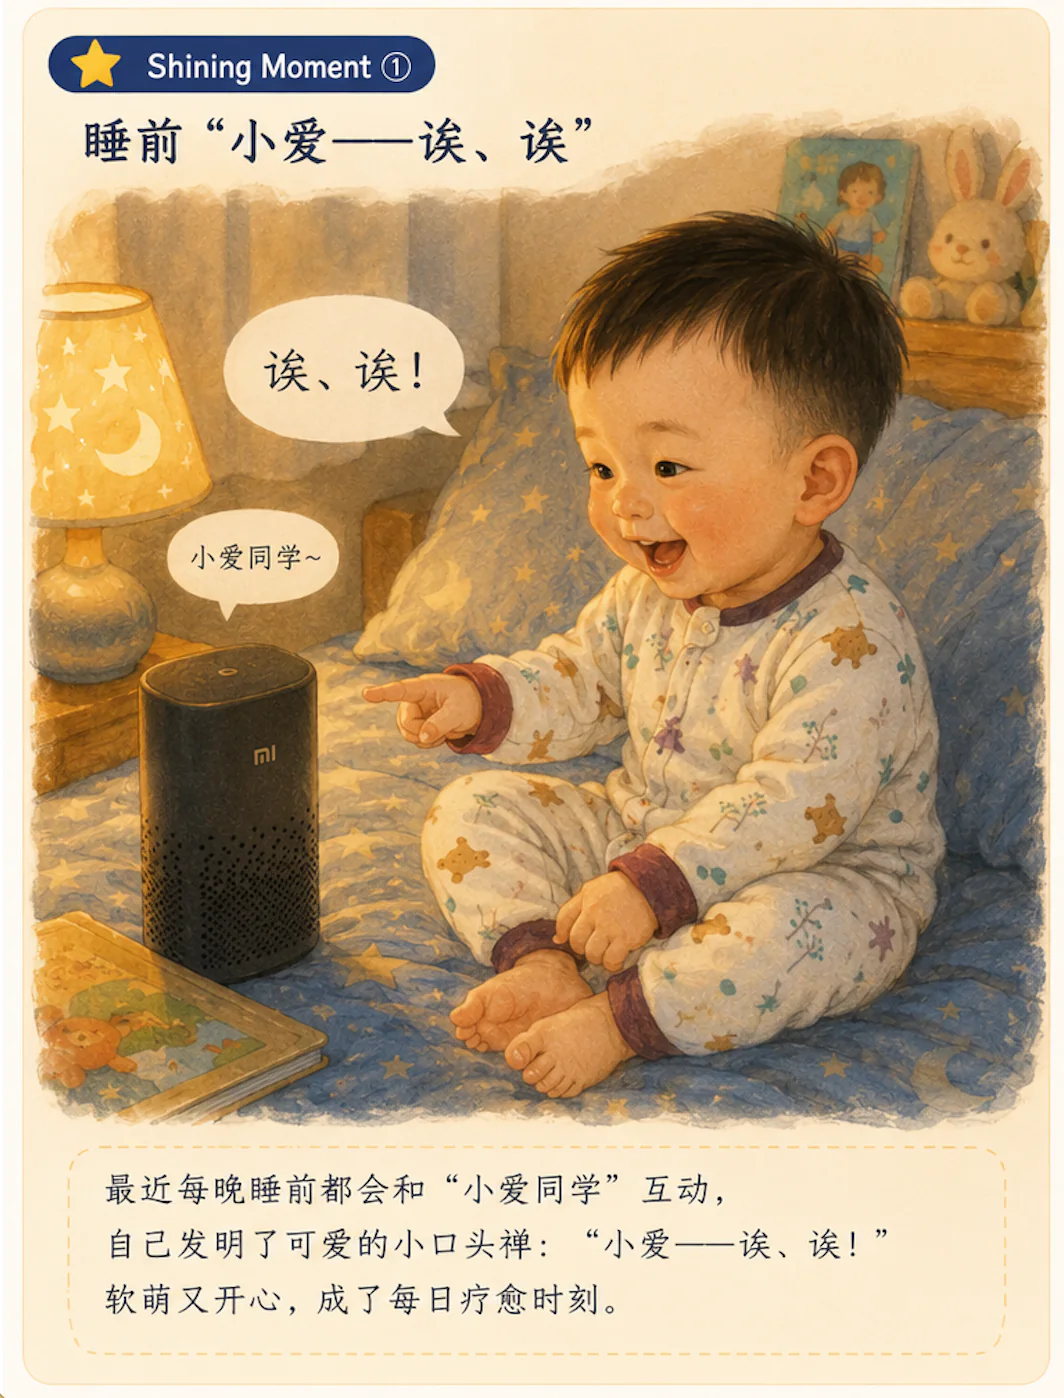 Shining Moment ①
睡前“小爱——诶、诶”
诶、诶！
小爱同学~
mi
最近每晚睡前都会和“小爱同学”互动，
自己发明了可爱的小口头禅：“小爱——诶、诶！”
软萌又开心，成了每日疗愈时刻。